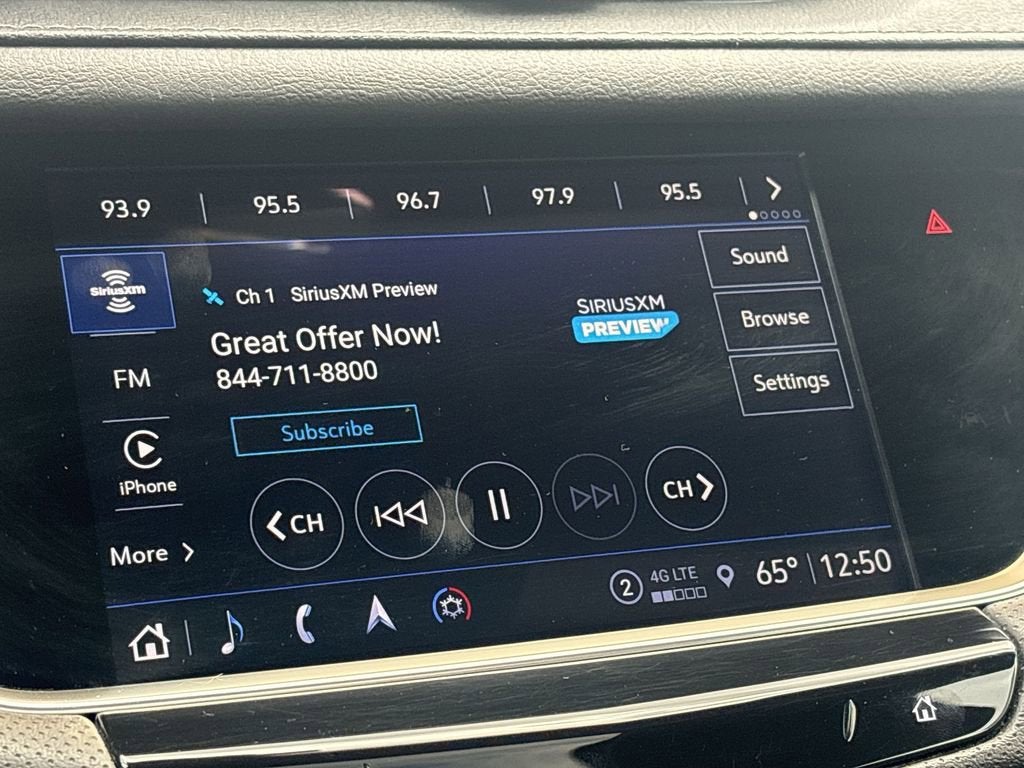 93.9 | 95.5 | 96.7 | 97.9 | 95.5
SiriusXM
Ch 1 SiriusXM Preview
Great Offer Now!
844-711-8800
Subscribe
SIRIUSXM
PREVIEW
Sound
Browse
Settings
FM
iPhone
More
CH
CH
2
4G LTE
65° | 12:50